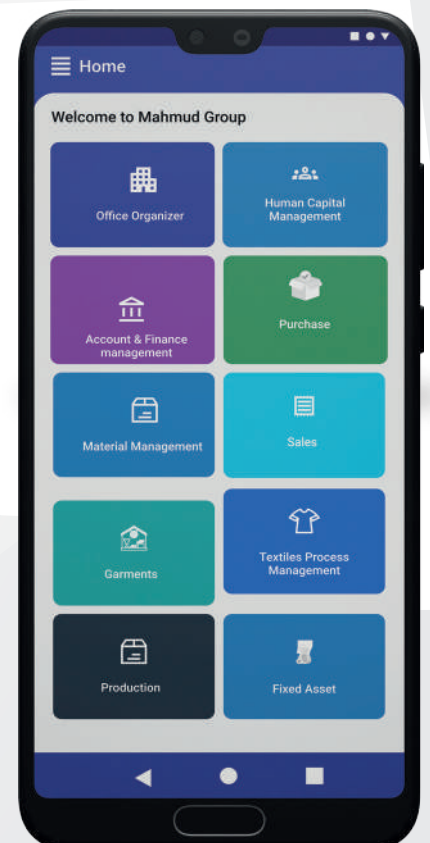 Home
Welcome to Mahmud Group
Office Organizer
Human Capital
Management
Account & Finance
management
Purchase
Material Management
Sales
Garments
Textiles Process
Management
Production
Fixed Asset